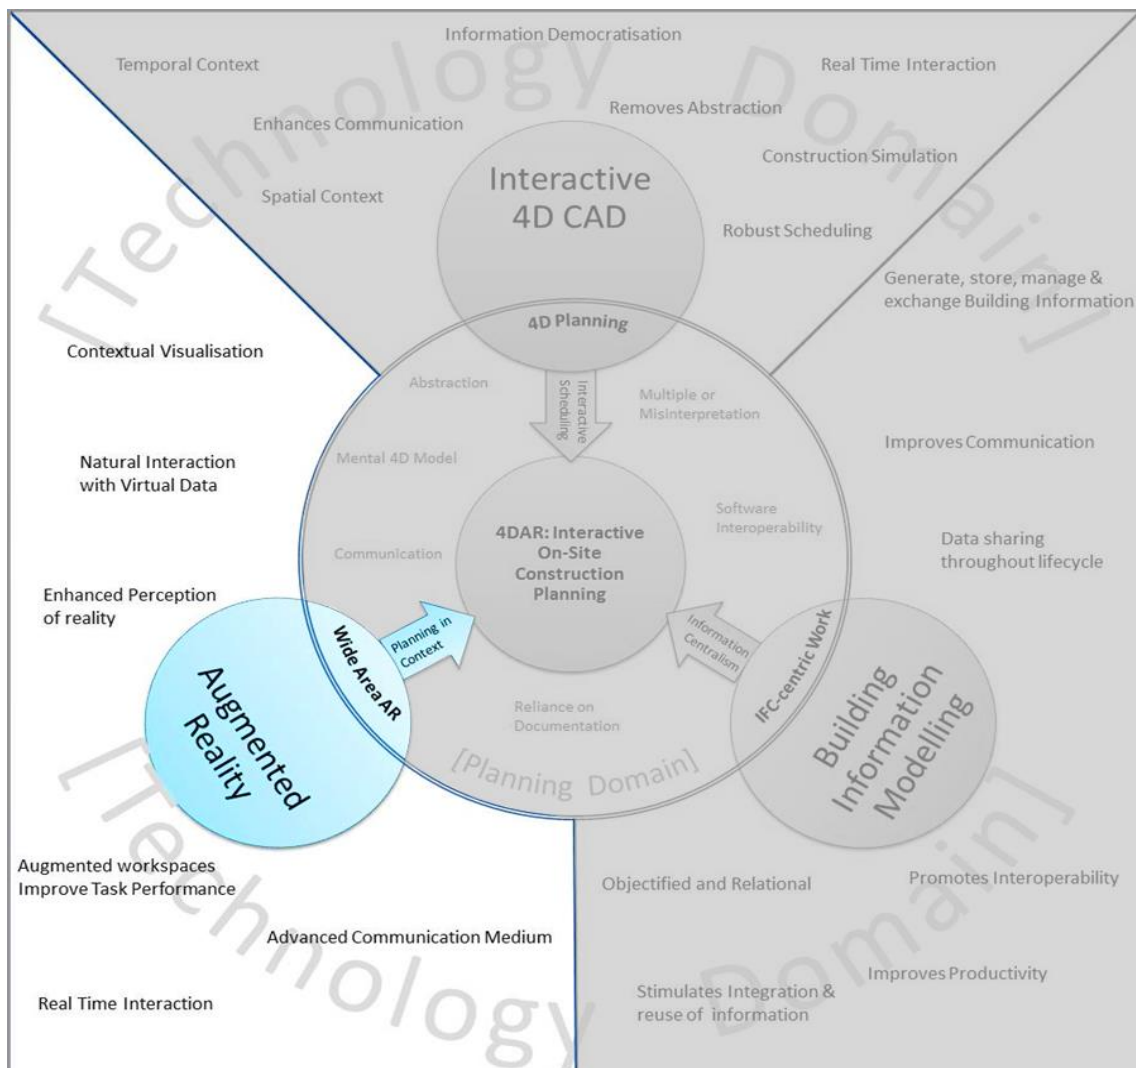 [Technology Domain]
Information Democratisation
Temporal Context
Real Time Interaction
Removes Abstraction
Enhances Communication
Construction Simulation
Spatial Context
Robust Scheduling
Interactive
4D CAD
4D Planning
Interactive
Scheduling
Generate, store, manage &
exchange Building Information
Contextual Visualisation
Abstraction
Multiple or
Misinterpretation
Improves Communication
Natural Interaction
with Virtual Data
Mental 4D Model
Software
Interoperability
Communication
4DAR: Interactive
On-Site
Construction
Planning
Data sharing
throughout lifecycle
Enhanced Perception
of reality
Wide Area AR
Planning in
Context
Information
Centralism
IFC-centric Work
Augmented
Reality
Building
Information
Modelling
Reliance on
Documentation
[Planning Domain]
Augmented workspaces
Improve Task Performance
Objectified and Relational
Promotes Interoperability
Advanced Communication Medium
Improves Productivity
Real Time Interaction
Stimulates Integration &
reuse of information
[Technology Domain]